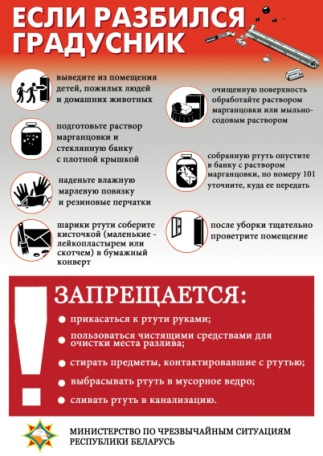 ЕСЛИ РАЗБИЛСЯ
ГРАДУСНИК
выведите из помещения
детей, пожилых людей
и домашних животных
подготовьте раствор
марганцовки и
стеклянную банку
с плотной крышкой
наденьте влажную
марлевую повязку
и резиновые перчатки
шарики ртути соберите
кисточкой (маленькие -
лейкопластырем или
скотчем) в бумажный
конверт
очищенную поверхность
обработайте раствором
марганцовки или мыльно-
содовым раствором
собранную ртуть опустите
в банку с раствором
марганцовки, по номеру 101
уточните, куда ее передать
после уборки тщательно
проветрите помещение
! ЗАПРЕЩАЕТСЯ:
• прикасаться к ртути руками;
• пользоваться чистящими средствами для
очистки места разлива;
• стирать предметы, контактировавшие с ртутью;
• выбрасывать ртуть в мусорное ведро;
• сливать ртуть в канализацию.
МИНИСТЕРСТВО ПО ЧРЕЗВЫЧАЙНЫМ СИТУАЦИЯМ
РЕСПУБЛИКИ БЕЛАРУСЬ